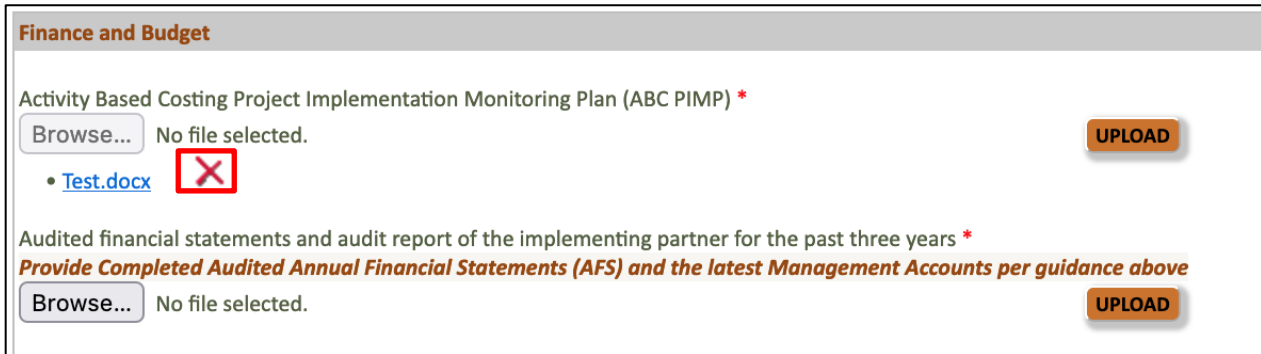 Finance and Budget
Activity Based Costing Project Implementation Monitoring Plan (ABC PIMP) *
Browse... No file selected. UPLOAD
• Test.docx
Audited financial statements and audit report of the implementing partner for the past three years *
Provide Completed Audited Annual Financial Statements (AFS) and the latest Management Accounts per guidance above
Browse... No file selected. UPLOAD